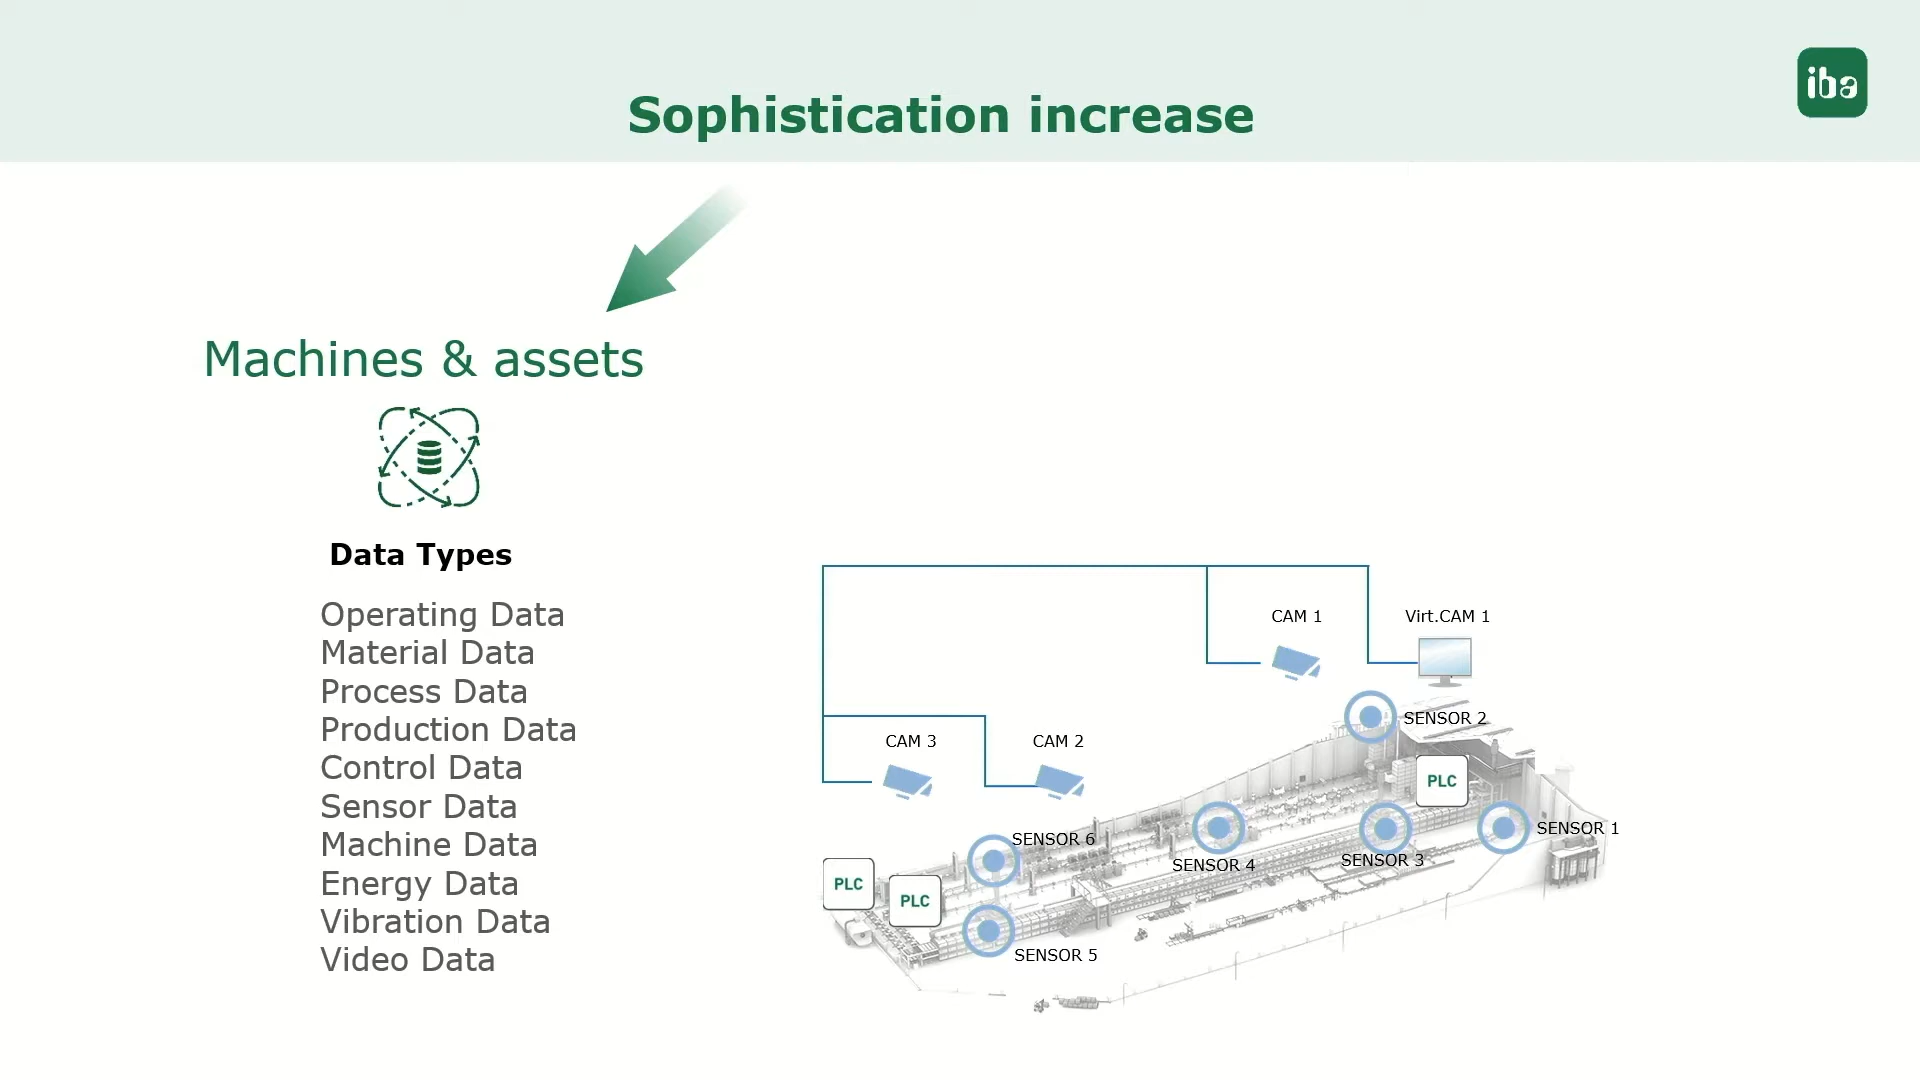 Sophistication increase
iba
Machines & assets
Data Types
Operating Data
Material Data
Process Data
Production Data
Control Data
Sensor Data
Machine Data
Energy Data
Vibration Data
Video Data
CAM 1
Virt.CAM 1
SENSOR 2
CAM 3
CAM 2
PLC
SENSOR 1
SENSOR 6
SENSOR 4
SENSOR 3
PLC
PLC
SENSOR 5